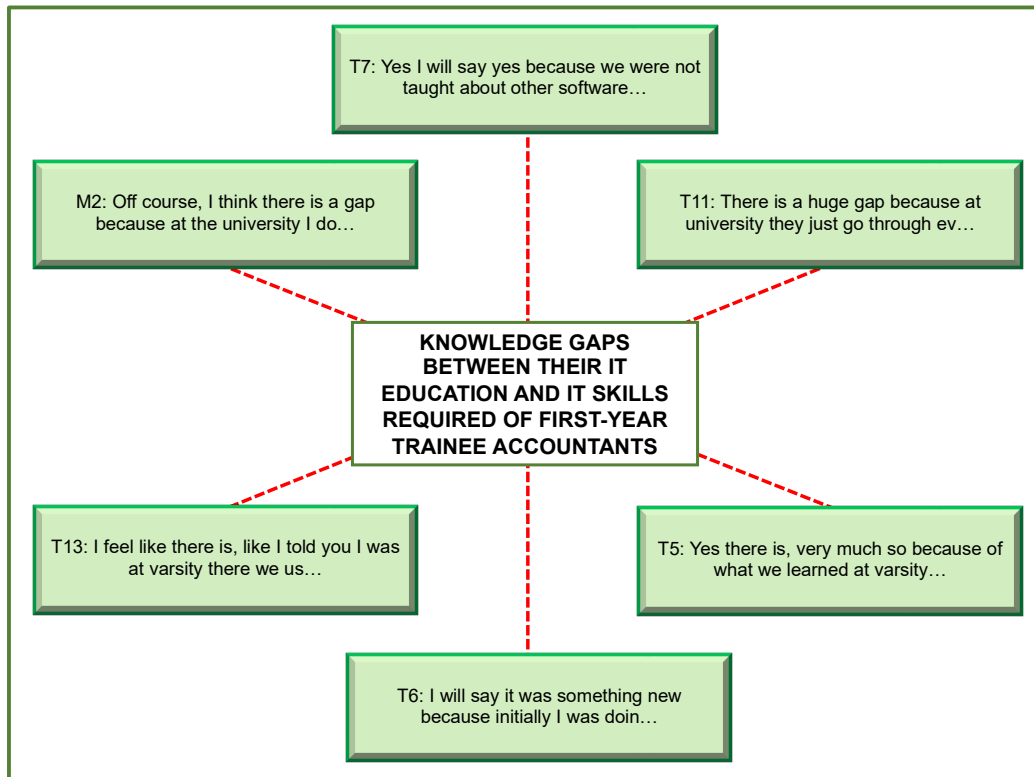 T7: Yes I will say yes because we were not
taught about other software…
M2: Off course, I think there is a gap
because at the university I do…
T11: There is a huge gap because at
university they just go through ev…
KNOWLEDGE GAPS
BETWEEN THEIR IT
EDUCATION AND IT SKILLS
REQUIRED OF FIRST-YEAR
TRAINEE ACCOUNTANTS
T13: I feel like there is, like I told you I was
at varsity there we us…
T5: Yes there is, very much so because of
what we learned at varsity…
T6: I will say it was something new
because initially I was doin…